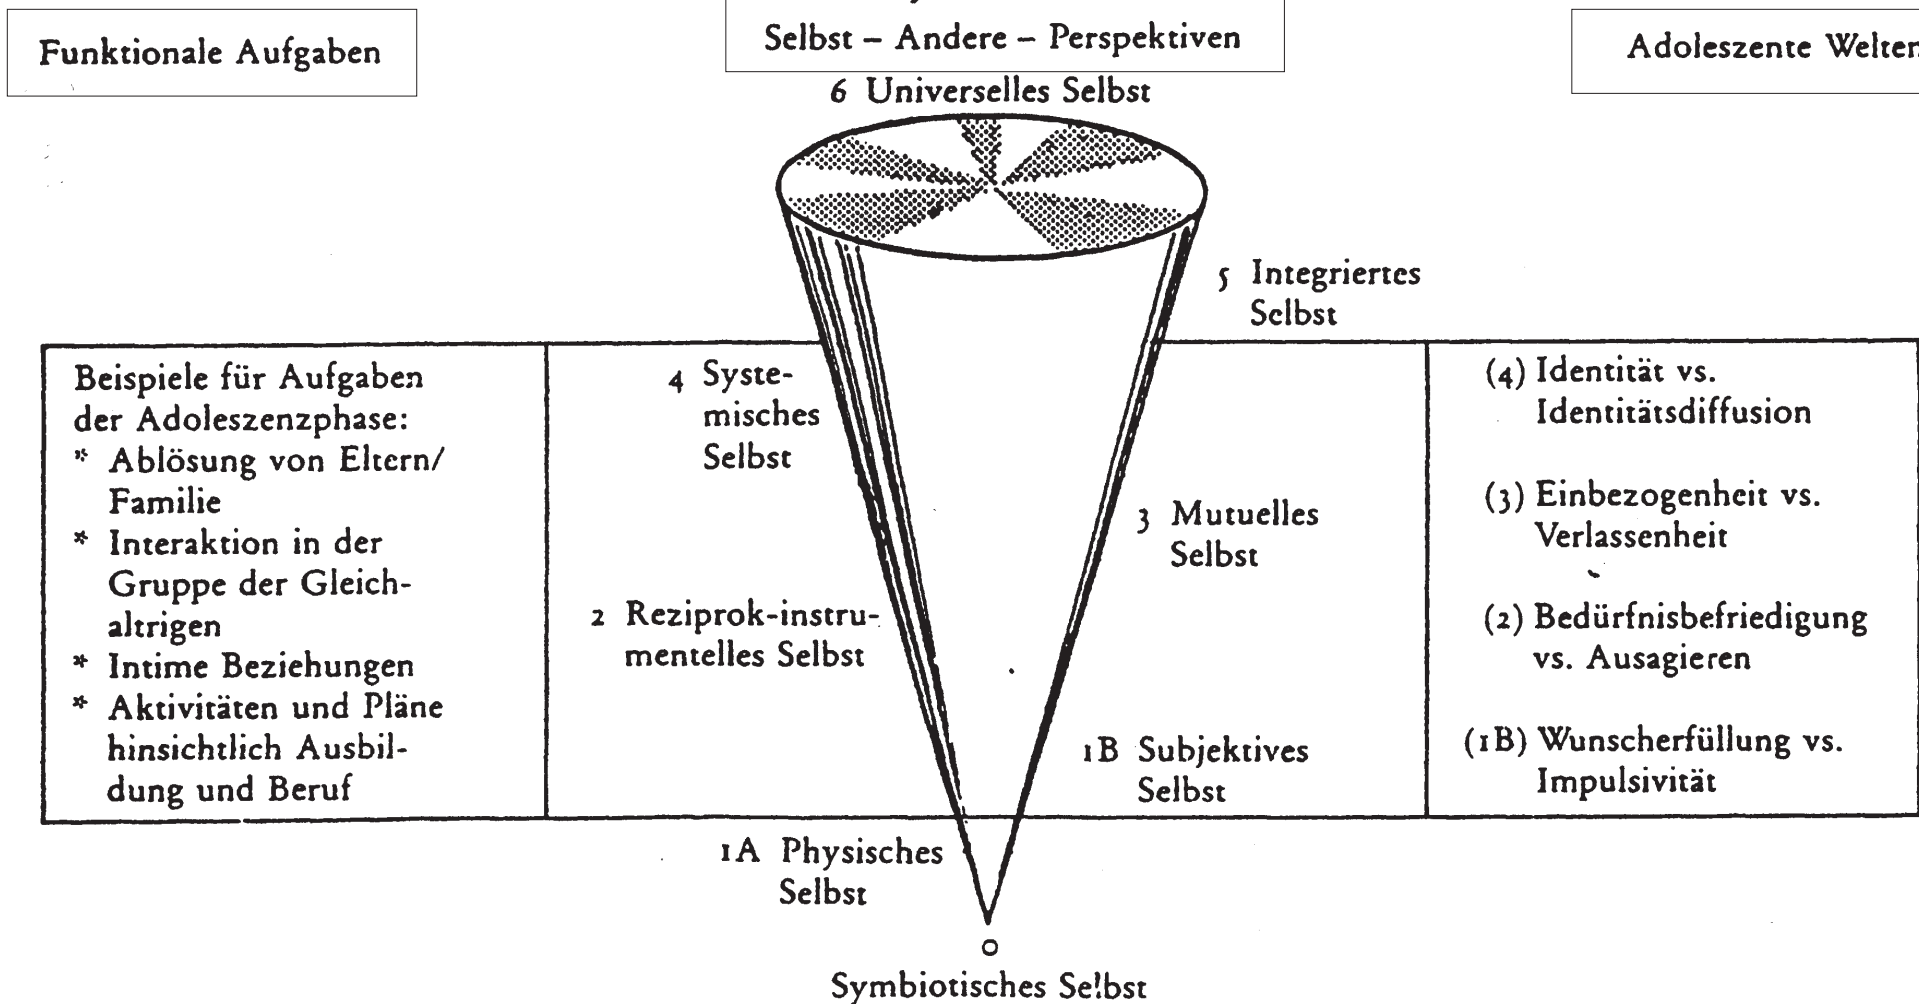 Funktionale Aufgaben
Selbst – Andere – Perspektiven
Adoleszente Welten
6 Universelles Selbst
5 Integriertes
Selbst
Beispiele für Aufgaben
der Adoleszenzphase:
* Ablösung von Eltern/
Familie
* Interaktion in der
Gruppe der Gleich-
altrigen
* Intime Beziehungen
* Aktivitäten und Pläne
hinsichtlich Ausbil-
dung und Beruf
4 Syste-
misches
Selbst
3 Mutuelles
Selbst
2 Reziprok-instru-
mentelles Selbst
1B Subjektives
Selbst
(4) Identität vs.
Identitätsdiffusion
(3) Einbezogenheit vs.
Verlassenheit
(2) Bedürfnisbefriedigung
vs. Ausagieren
(1B) Wunscherfüllung vs.
Impulsivität
1A Physisches
Selbst
0
Symbiotisches Selbst